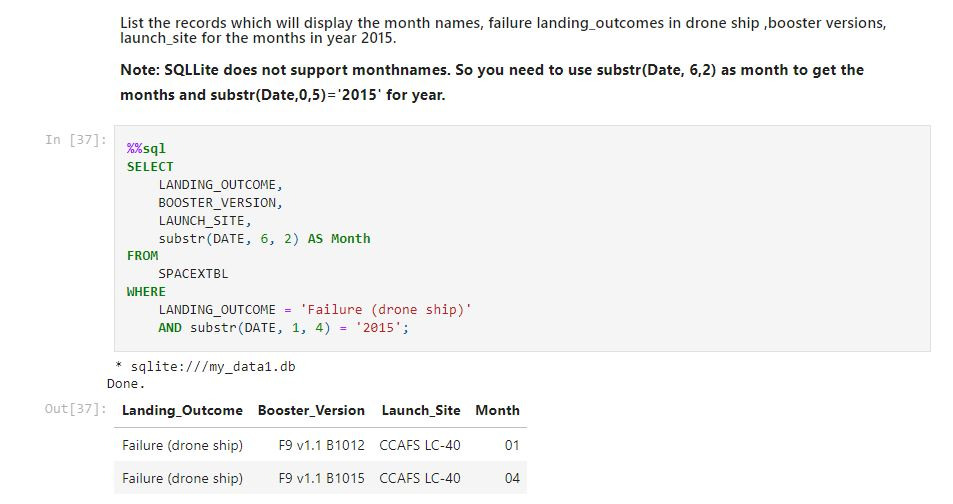 List the records which will display the month names, failure landing_outcomes in drone ship ,booster versions,
launch_site for the months in year 2015.
Note: SQLLite does not support monthnames. So you need to use substr(Date, 6,2) as month to get the
months and substr(Date,0,5)='2015' for year.
In [37]:
%%sql
SELECT
    LANDING_OUTCOME,
    BOOSTER_VERSION,
    LAUNCH_SITE,
    substr(DATE, 6, 2) AS Month
FROM
    SPACEXTBL
WHERE
    LANDING_OUTCOME = 'Failure (drone ship)'
    AND substr(DATE, 1, 4) = '2015';
* sqlite:///my_data1.db
Done.
Out[37]:
Landing_Outcome Booster_Version Launch_Site Month
Failure (drone ship) F9 v1.1 B1012 CCAFS LC-40 01
Failure (drone ship) F9 v1.1 B1015 CCAFS LC-40 04